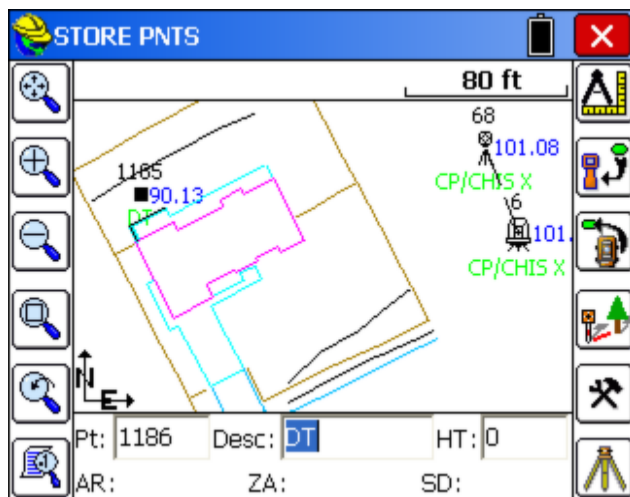 STORE PNTS
80 ft
68
101.08
CP/CHIS X
6
101.
CP/CHIS X
1185
90.13
DT
N
E
Pt: 1186 Desc: DT HT: 0
AR: ZA: SD: